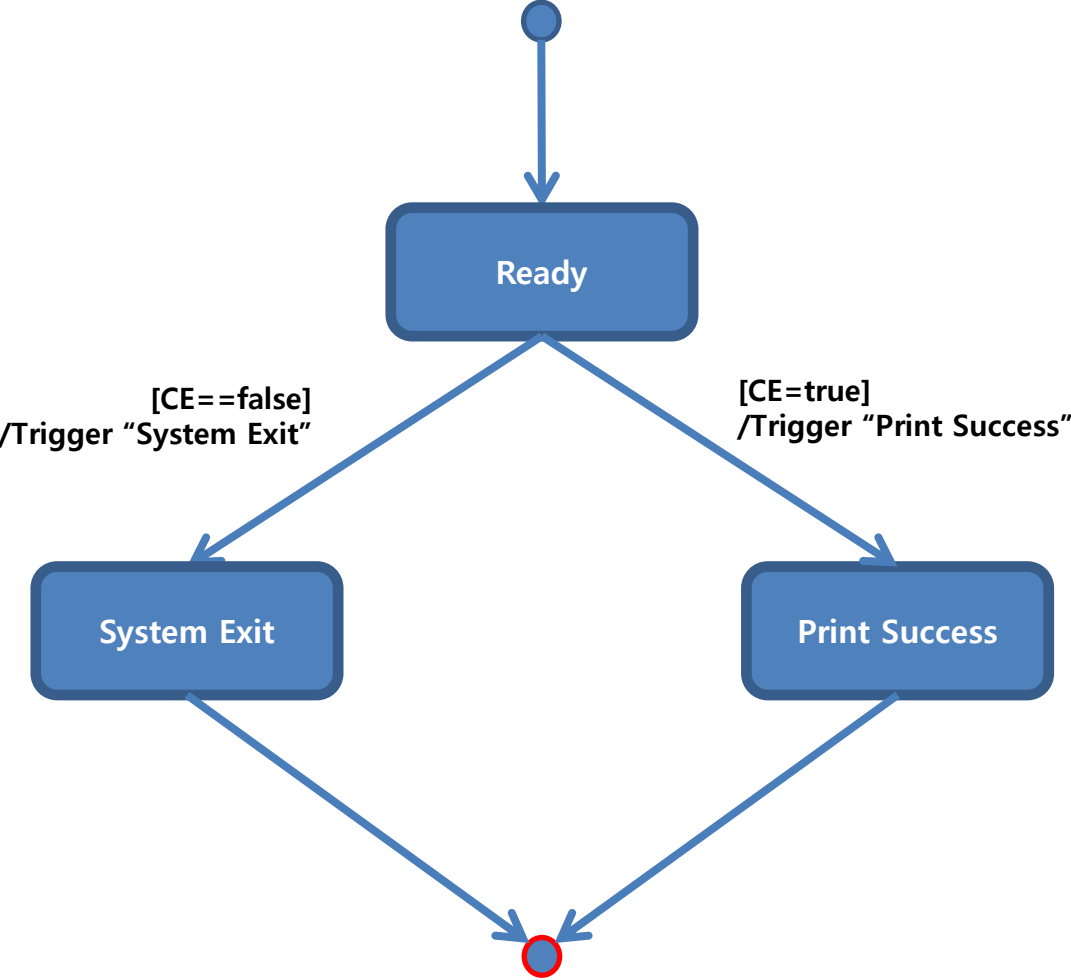 Ready
[CE==false]
/Trigger “System Exit”
[CE=true]
/Trigger “Print Success”
System Exit
Print Success